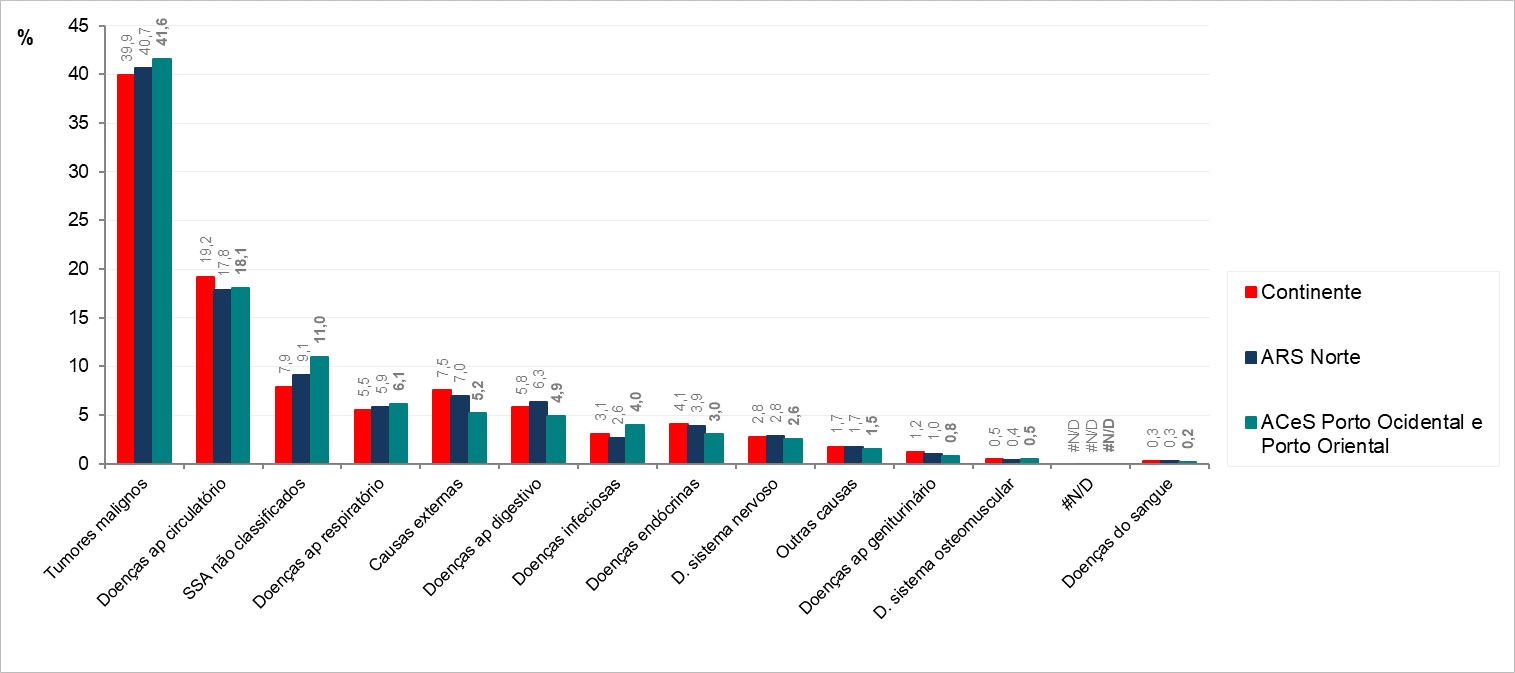 %
45
40
35
30
25
20
15
10
5
0
39,9
40,7
41,6
19,2
17,8
18,1
7,9
9,1
11,0
5,5
5,9
6,1
7,5
7,0
5,2
5,8
6,3
4,9
3,1
2,6
4,0
4,1
3,9
3,0
2,8
2,8
2,6
1,7
1,7
1,5
1,2
1,0
0,8
0,5
0,4
0,5
#N/D
#N/D
#N/D
0,3
0,3
0,2
Tumores malignos
Doenças ap circulatório
SSA não classificados
Doenças ap respiratório
Causas externas
Doenças ap digestivo
Doenças infeciosas
Doenças endócrinas
D. sistema nervoso
Outras causas
Doenças ap geniturinário
D. sistema osteomuscular
#N/D
Doenças do sangue
Continente
ARS Norte
ACeS Porto Ocidental e
Porto Oriental